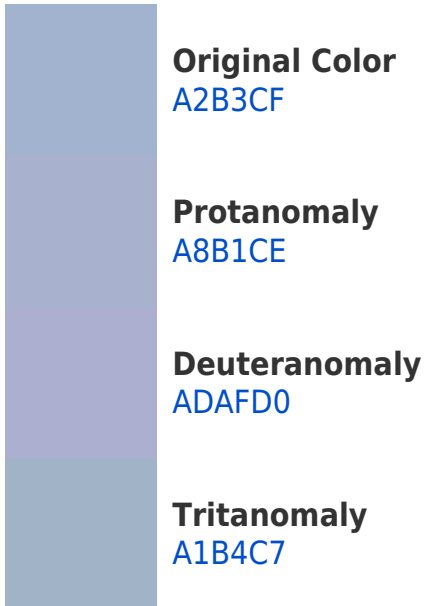 Original Color
A2B3CF
Protanomaly
A8B1CE
Deuteranomaly
ADAFD0
Tritanomaly
A1B4C7